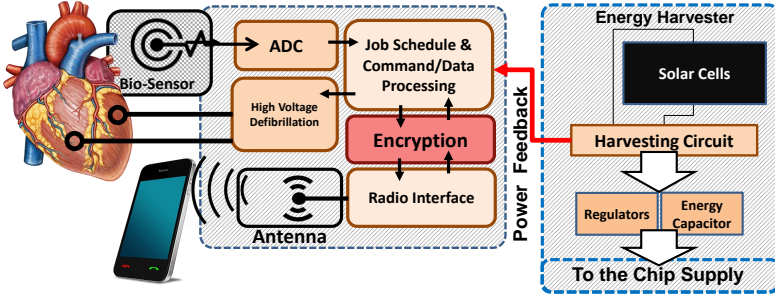 Bio-Sensor
ADC
Job Schedule &
Command/Data
Processing
High Voltage
Defibrillation
Encryption
Radio Interface
Antenna
Power Feedback
Energy Harvester
Solar Cells
Harvesting Circuit
Regulators
Energy
Capacitor
To the Chip Supply